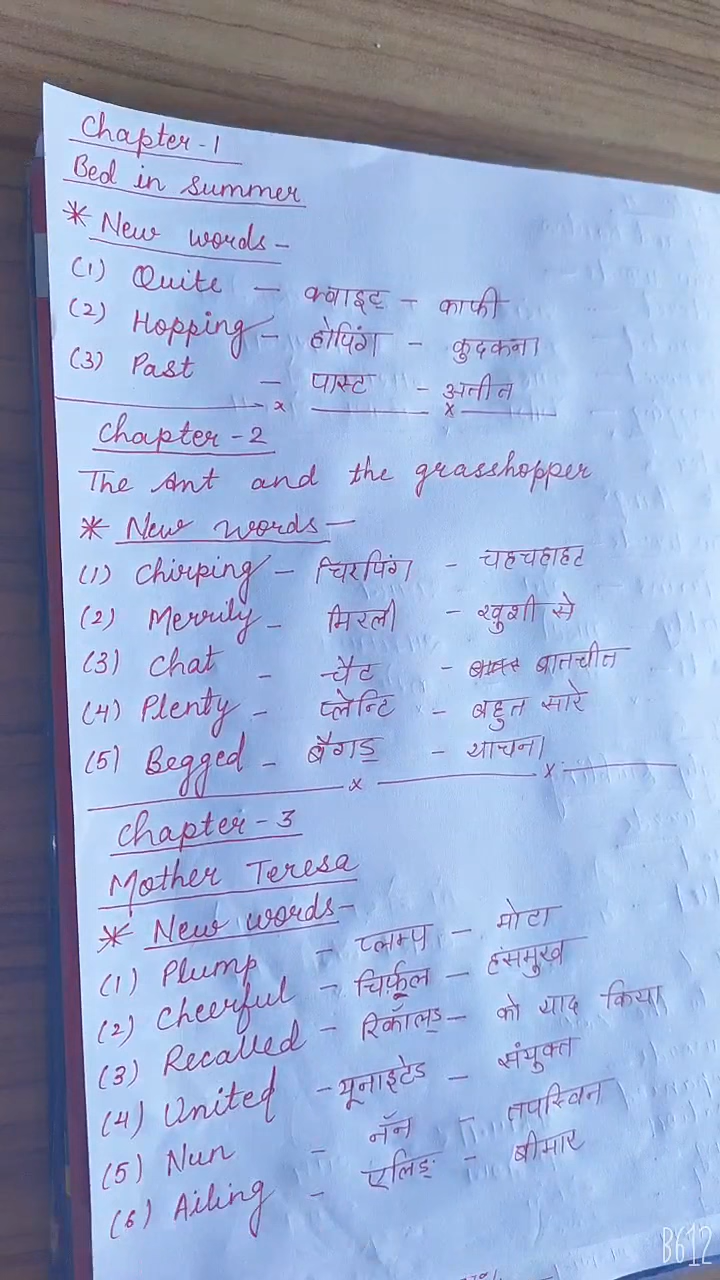 Chapter-1
Bed in summer
* New words-
(1) Quite - क्वाइट् - काफी
(2) Hopping - होपिंग - कुदकना
(3) Past - पास्ट - अतीत
x x
Chapter-2
The Ant and the grasshopper
* New words-
(1) Chirping - चिरपिंग - चहचहाहट
(2) Merrily - मिरली - खुशी से
(3) Chat - चैट - बातचीत
(4) Plenty - प्लेन्टि - बहुत सारे
(5) Begged - बैगड् - याचना
x x
Chapter-3
Mother Teresa
* New words-
(1) Plump - प्लम्प - मोटा
(2) Cheerful - चिर्फ़ूल - हंसमुख
(3) Recalled - रिकॉलड् - को याद किया
(4) United - यूनाइटेड - संयुक्त
(5) Nun - नॅन - तपस्विन
(6) Ailing - एलिङ् - बीमार
B612